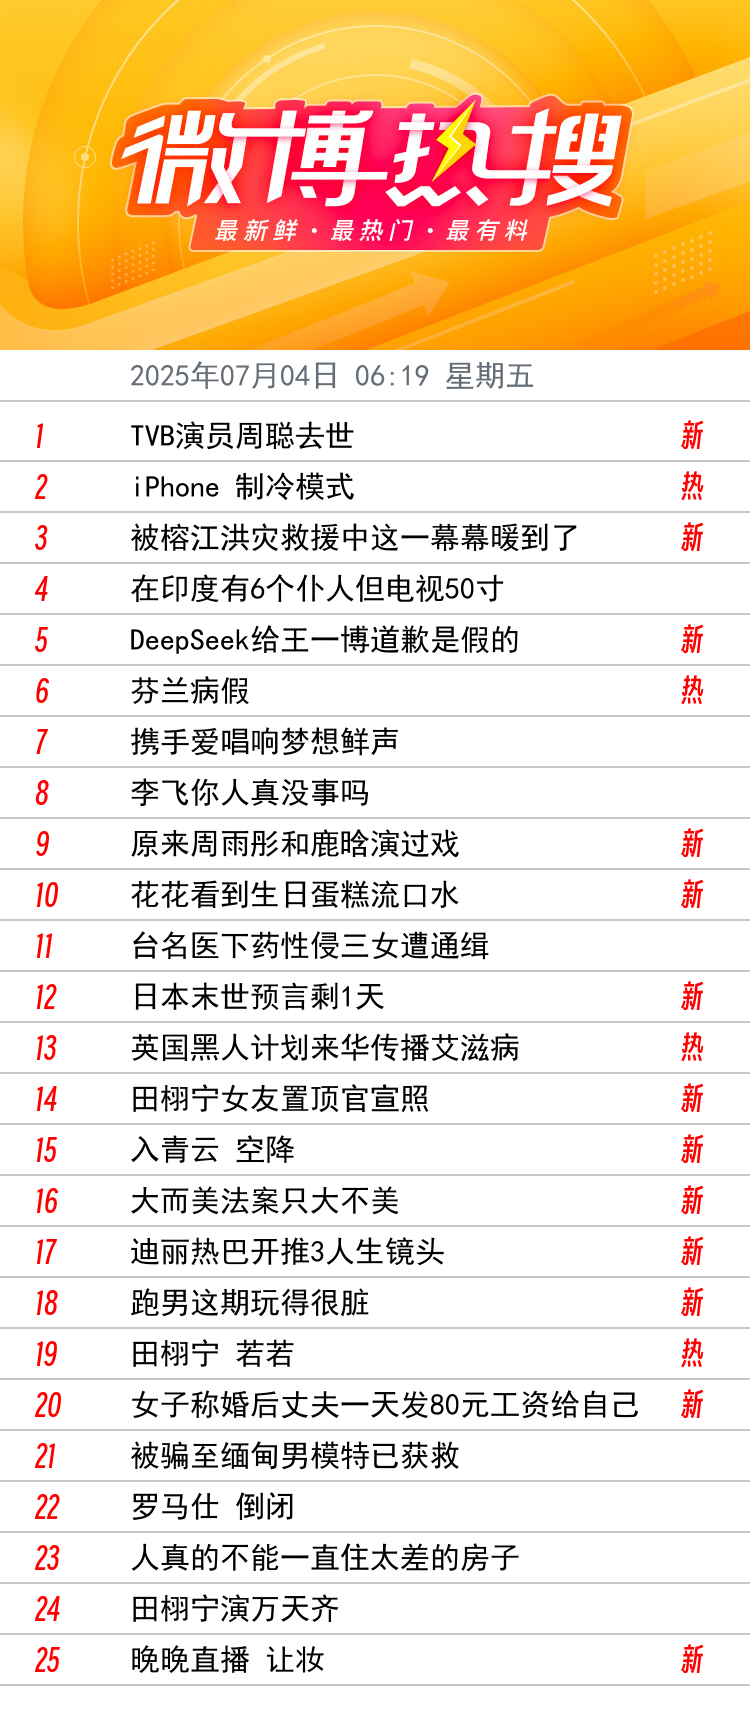 微博热搜
最新鲜·最热门·最有料
2025年07月04日 06:19 星期五
1 TVB演员周聪去世 新
2 iPhone 制冷模式 热
3 被榕江洪灾救援中这一幕幕暖到了 新
4 在印度有6个仆人但电视50寸
5 DeepSeek给王一博道歉是假的 新
6 芬兰病假 热
7 携手爱唱响梦想鲜声
8 李飞你人真没事吗
9 原来周雨彤和鹿晗演过戏 新
10 花花看到生日蛋糕流口水 新
11 台名医下药性侵三女遭通缉
12 日本末世预言剩1天 新
13 英国黑人计划来华传播艾滋病 热
14 田栩宁女友置顶官宣照 新
15 入青云 空降 新
16 大而美法案只大不美 新
17 迪丽热巴开推3人生镜头 新
18 跑男这期玩得很脏 新
19 田栩宁 若若 热
20 女子称婚后丈夫一天发80元工资给自己 新
21 被骗至缅甸男模特已获救
22 罗马仕 倒闭
23 人真的不能一直住太差的房子
24 田栩宁演万天齐
25 晚晚直播 让妆 新